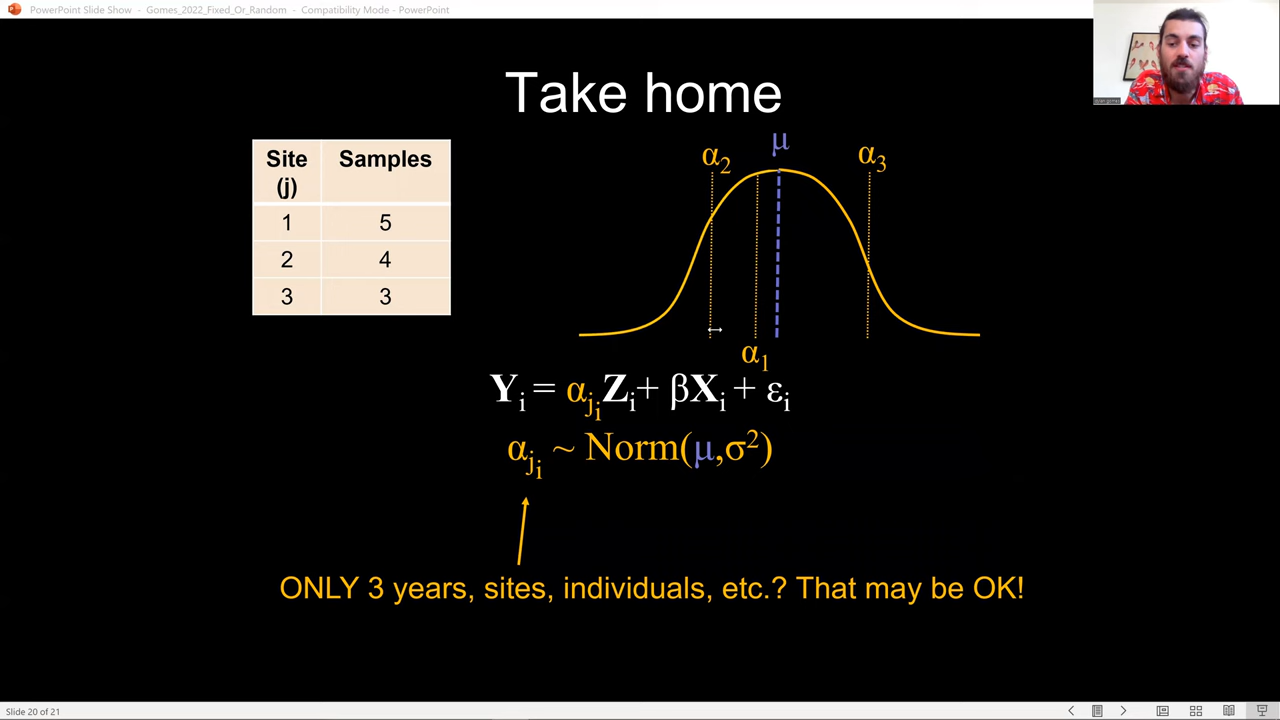 PowerPoint Slide Show - Gomes_2022_Fixed_Or_Random - Compatibility Mode - PowerPoint
Take home
Site (j) Samples
1 5
2 4
3 3
μ
α2 α3
α1
Yi = αji Zi + βXi + εi
αji ~ Norm(μ,σ²)
ONLY 3 years, sites, individuals, etc.? That may be OK!
Slide 20 of 21